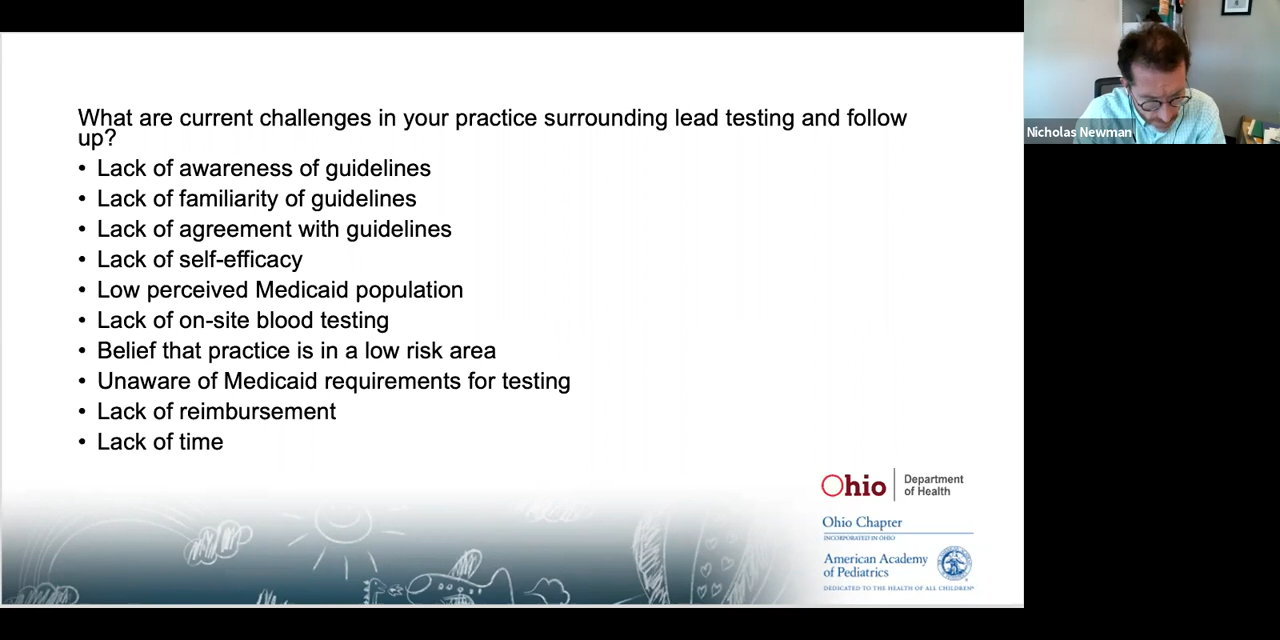 What are current challenges in your practice surrounding lead testing and follow
up?
• Lack of awareness of guidelines
• Lack of familiarity of guidelines
• Lack of agreement with guidelines
• Lack of self-efficacy
• Low perceived Medicaid population
• Lack of on-site blood testing
• Belief that practice is in a low risk area
• Unaware of Medicaid requirements for testing
• Lack of reimbursement
• Lack of time
Nicholas Newman
Ohio
Department
of Health
Ohio Chapter
INCORPORATED IN OHIO
American Academy
of Pediatrics
DEDICATED TO THE HEALTH OF ALL CHILDREN®